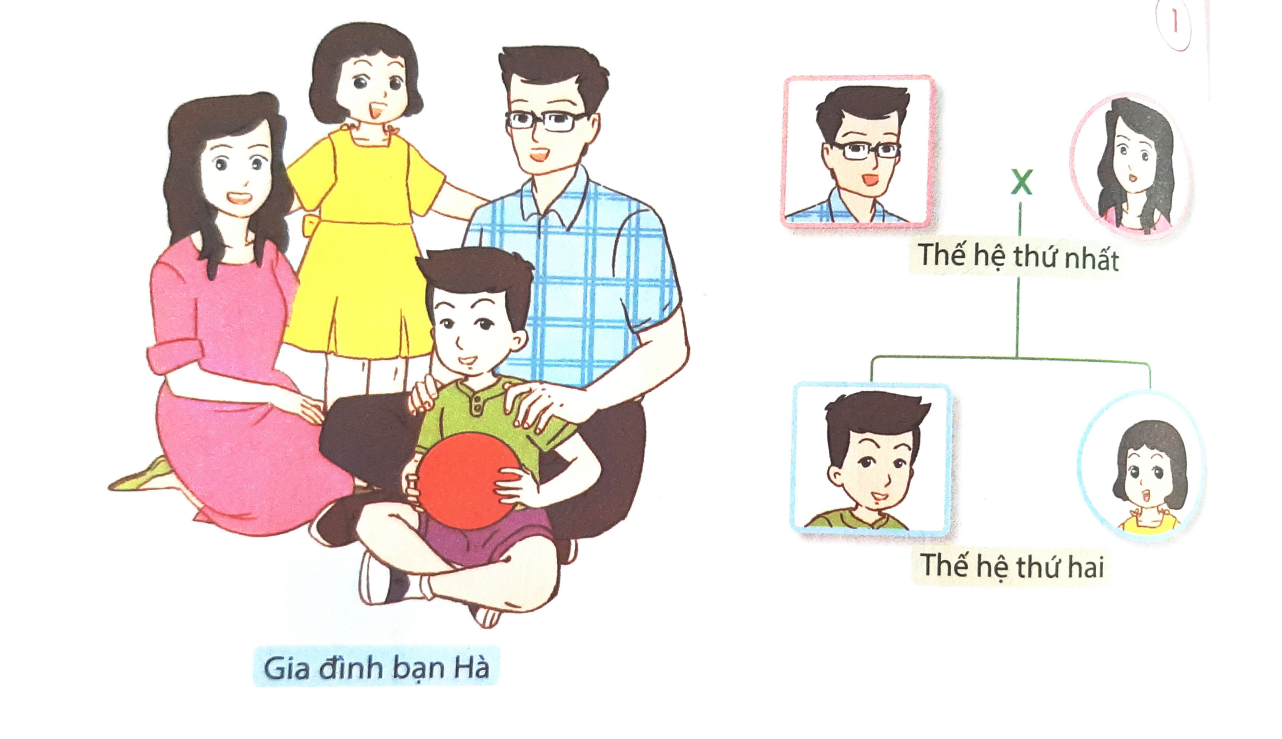 1
X
Thế hệ thứ nhất
Thế hệ thứ hai
Gia đình bạn Hà